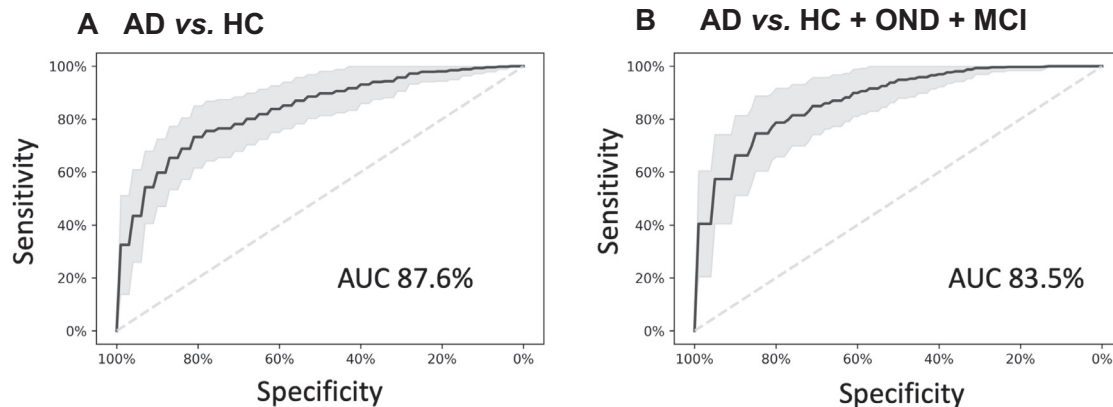 A AD vs. HC
100%
80%
60%
40%
20%
0%
Sensitivity
AUC 87.6%
100% 80% 60% 40% 20% 0%
Specificity
B AD vs. HC + OND + MCI
100%
80%
60%
40%
20%
0%
Sensitivity
AUC 83.5%
100% 80% 60% 40% 20% 0%
Specificity